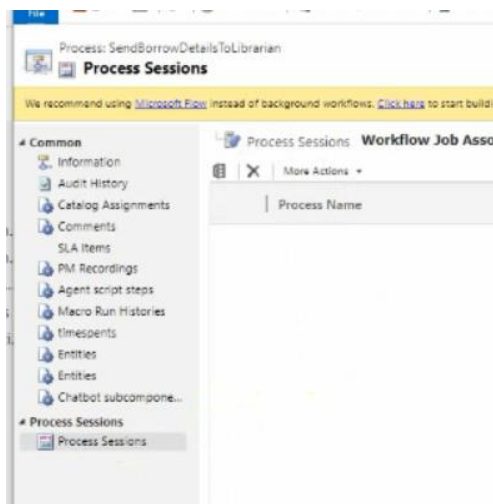 File
Process: SendBorrowDetailsToLibrarian
Process Sessions
We recommend using Microsoft Flow instead of background workflows. Click here to start buildi
Common
Information
Audit History
Catalog Assignments
Comments
SLA Items
PM Recordings
Agent script steps
Macro Run Histories
timespents
Entities
Entities
Chatbot subcompone...
Process Sessions
Process Sessions
Process Sessions Workflow Job Asso
More Actions
Process Name